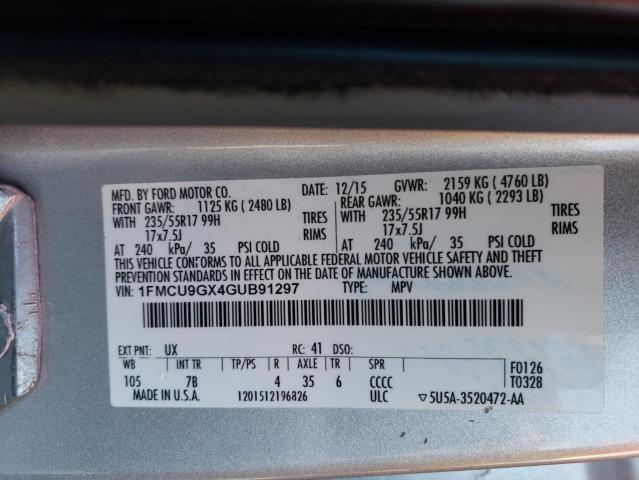 MFD. BY FORD MOTOR CO. DATE: 12/15 GVWR: 2159 KG ( 4760 LB)
FRONT GAWR: 1125 KG ( 2480 LB) REAR GAWR: 1040 KG ( 2293 LB)
WITH 235/55R17 99H TIRES WITH 235/55R17 99H TIRES
17x7.5J RIMS 17x7.5J RIMS
AT 240 kPa/ 35 PSI COLD AT 240 kPa/ 35 PSI COLD
THIS VEHICLE CONFORMS TO ALL APPLICABLE FEDERAL MOTOR VEHICLE SAFETY AND THEFT
PREVENTION STANDARDS IN EFFECT ON THE DATE OF MANUFACTURE SHOWN ABOVE.
VIN: 1FMCU9GX4GUB91297 TYPE: MPV
EXT PNT: UX RC: 41 DSO:
WB INT TR TP/PS R AXLE TR SPR F0126
105 7B 4 35 6 CCCC T0328
MADE IN U.S.A. 1201512196826 ULC ▽5U5A-3520472-AA